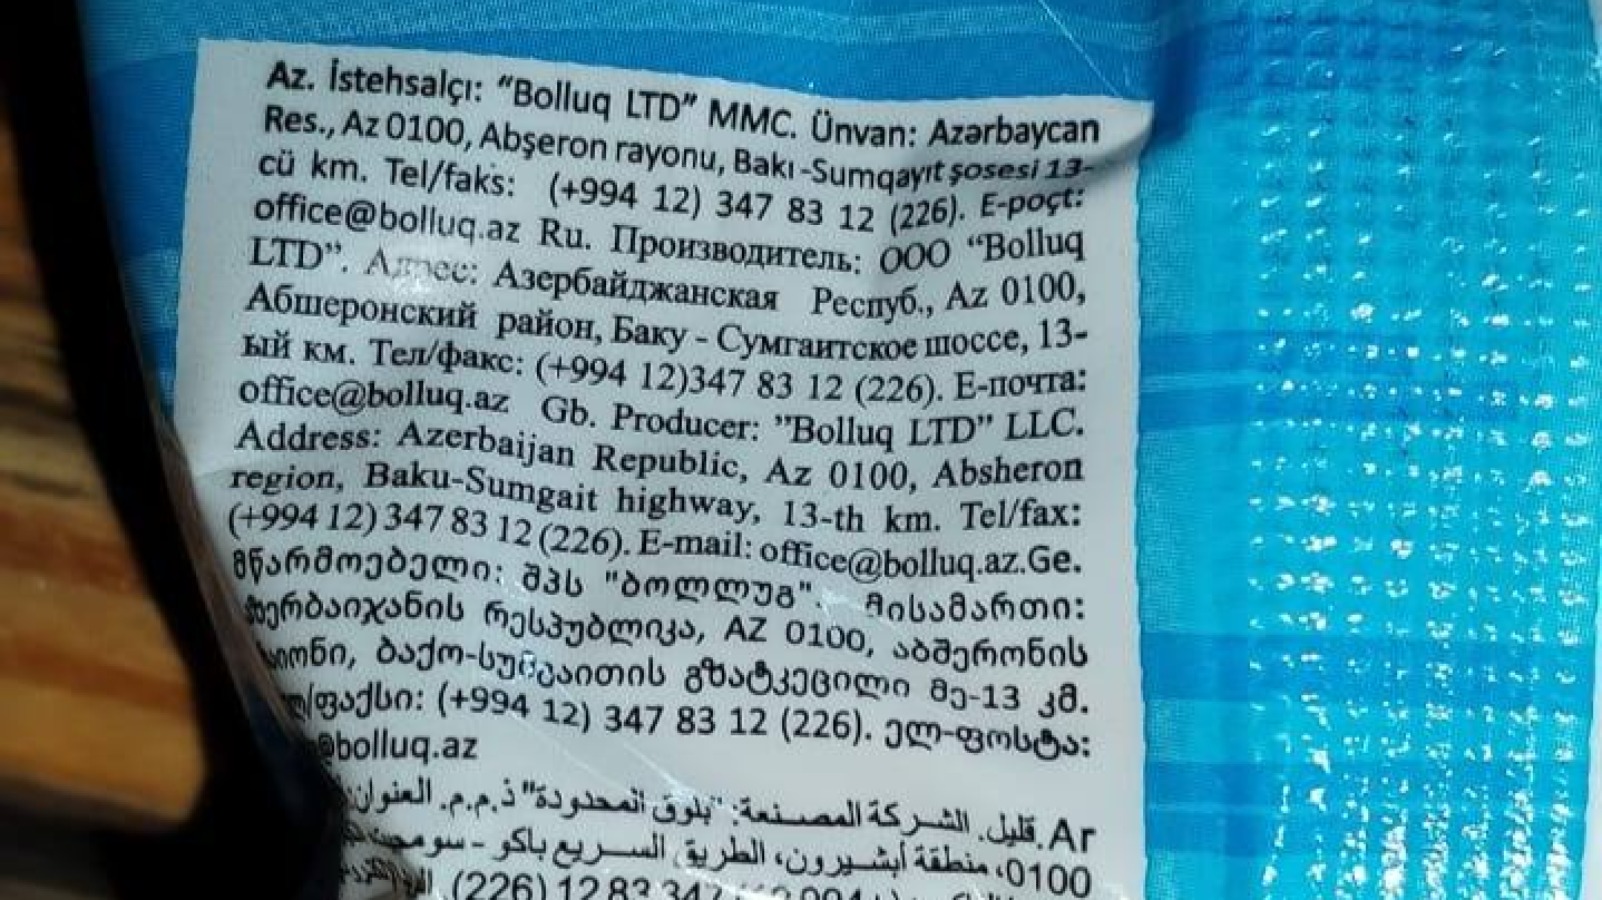 Az. İstehsalçı: “Bolluq LTD” MMC. Ünvan: Azərbaycan
Res., Az 0100, Abşeron rayonu, Bakı -Sumqayıt şosesi 13-
cü km. Tel/faks: (+994 12) 347 83 12 (226). E-poçt:
office@bolluq.az Ru. Производитель: ООО “Bolluq
LTD”. Адрес: Азербайджанская Респуб., Az 0100,
Абшеронский район, Баку - Сумгаитское шоссе, 13-
ый км. Тел/факс: (+994 12)347 83 12 (226). Е-почта:
office@bolluq.az Gb. Producer: ”Bolluq LTD” LLC.
Address: Azerbaijan Republic, Az 0100, Absheron
region, Baku-Sumgait highway, 13-th km. Tel/fax:
(+994 12) 347 83 12 (226). E-mail: office@bolluq.az.Ge.
მწარმოებელი: შპს "ბოლლუგ". მისამართი:
რესპუბლიკა, AZ 0100, აბშერონის
ბაქო-სუმგაითის გზატკეცილი მე-13 კმ.
(+994 12) 347 83 12 (226). ელ-ფოსტა:
@bolluq.az
Ar.قليل. الشركة المصنعة: "بلوق المحدودة" ذ.م.م. العنوان:
0100، منطقة أبشيرون، الطريق السريع باكو -
347 83 12 (226).